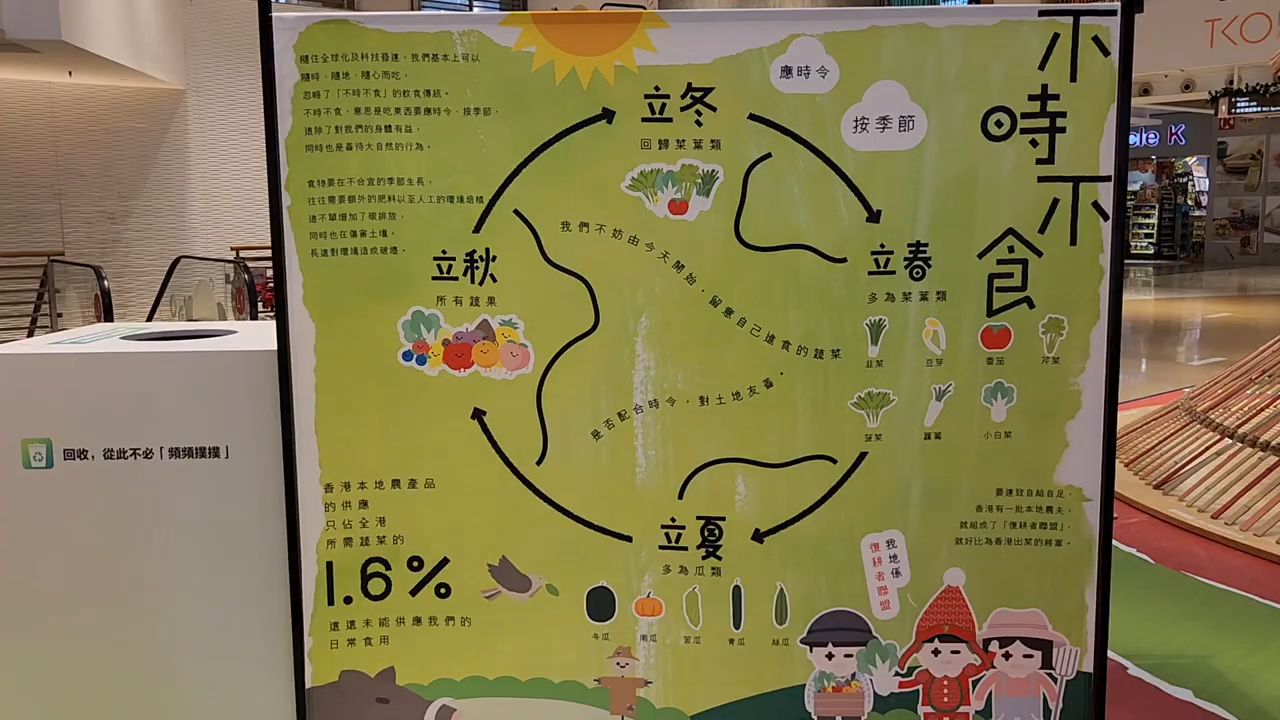 不時不食
應時令
按季節
隨住全球化及科技發達，我們基本上可以
隨時、隨地、隨心而吃，
忽略了「不時不食」的飲食傳統。
不時不食，意思是吃東西要應時令、按季節，
這除了對我們的身體有益，
同時也是善待大自然的行為。
食物要在不合宜的季節生長，
往往需要額外的肥料以至人工的環境培植，
這不單增加了碳排放，
同時也在傷害土壤，
長遠對環境造成破壞。
立冬
回歸菜葉類
立春
多為菜葉類
韭菜
豆芽
番茄
芹菜
菠菜
蘿蔔
小白菜
立夏
多為瓜類
冬瓜
南瓜
苦瓜
青瓜
絲瓜
立秋
所有蔬果
我們不妨由今天開始，留意自己進食的蔬菜
是否配合時令，對土地友善。
香港本地農產品
的供應
只佔全港
所需蔬菜的
1.6%
遠遠未能供應我們的
日常食用
要達致自給自足，
香港有一批本地農夫，
就組成了「復耕者聯盟」，
就好比為香港出菜的將軍。
我地係
復耕者聯盟
回收，從此不必「頻頻撲撲」
cle K
TKO